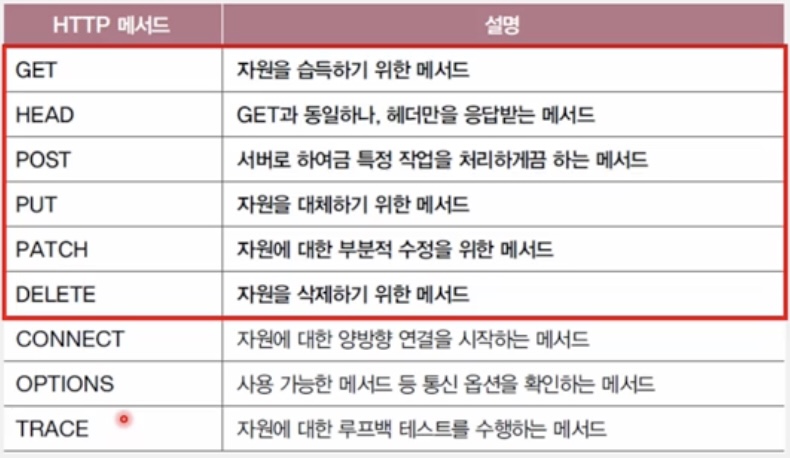 HTTP 메서드 설명
GET 자원을 습득하기 위한 메서드
HEAD GET과 동일하나, 헤더만을 응답받는 메서드
POST 서버로 하여금 특정 작업을 처리하게끔 하는 메서드
PUT 자원을 대체하기 위한 메서드
PATCH 자원에 대한 부분적 수정을 위한 메서드
DELETE 자원을 삭제하기 위한 메서드
CONNECT 자원에 대한 양방향 연결을 시작하는 메서드
OPTIONS 사용 가능한 메서드 등 통신 옵션을 확인하는 메서드
TRACE 자원에 대한 루프백 테스트를 수행하는 메서드